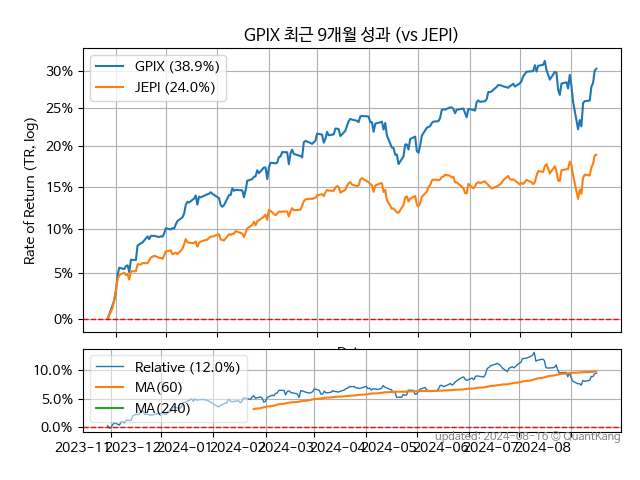 GPIX 최근 9개월 성과 (vs JEPI)
Rate of Return (TR, log)
30%
25%
20%
15%
10%
5%
0%
GPIX (38.9%)
JEPI (24.0%)
10.0%
5.0%
0.0%
Relative (12.0%)
MA(60)
MA(240)
2023-11
2023-12
2024-01
2024-02
2024-03
2024-04
2024-05
2024-06
2024-07
2024-08
updated: 2024-08-16 © QuantKang